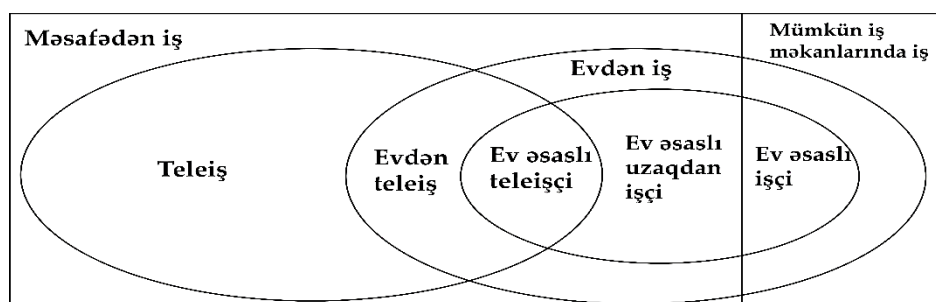 Məsafədən iş
Mümkün iş
məkanlarında iş
Evdən iş
Teleiş
Evdən
teleiş
Ev əsaslı
teleişçi
Ev əsaslı
uzaqdan
işçi
Ev əsaslı
işçi